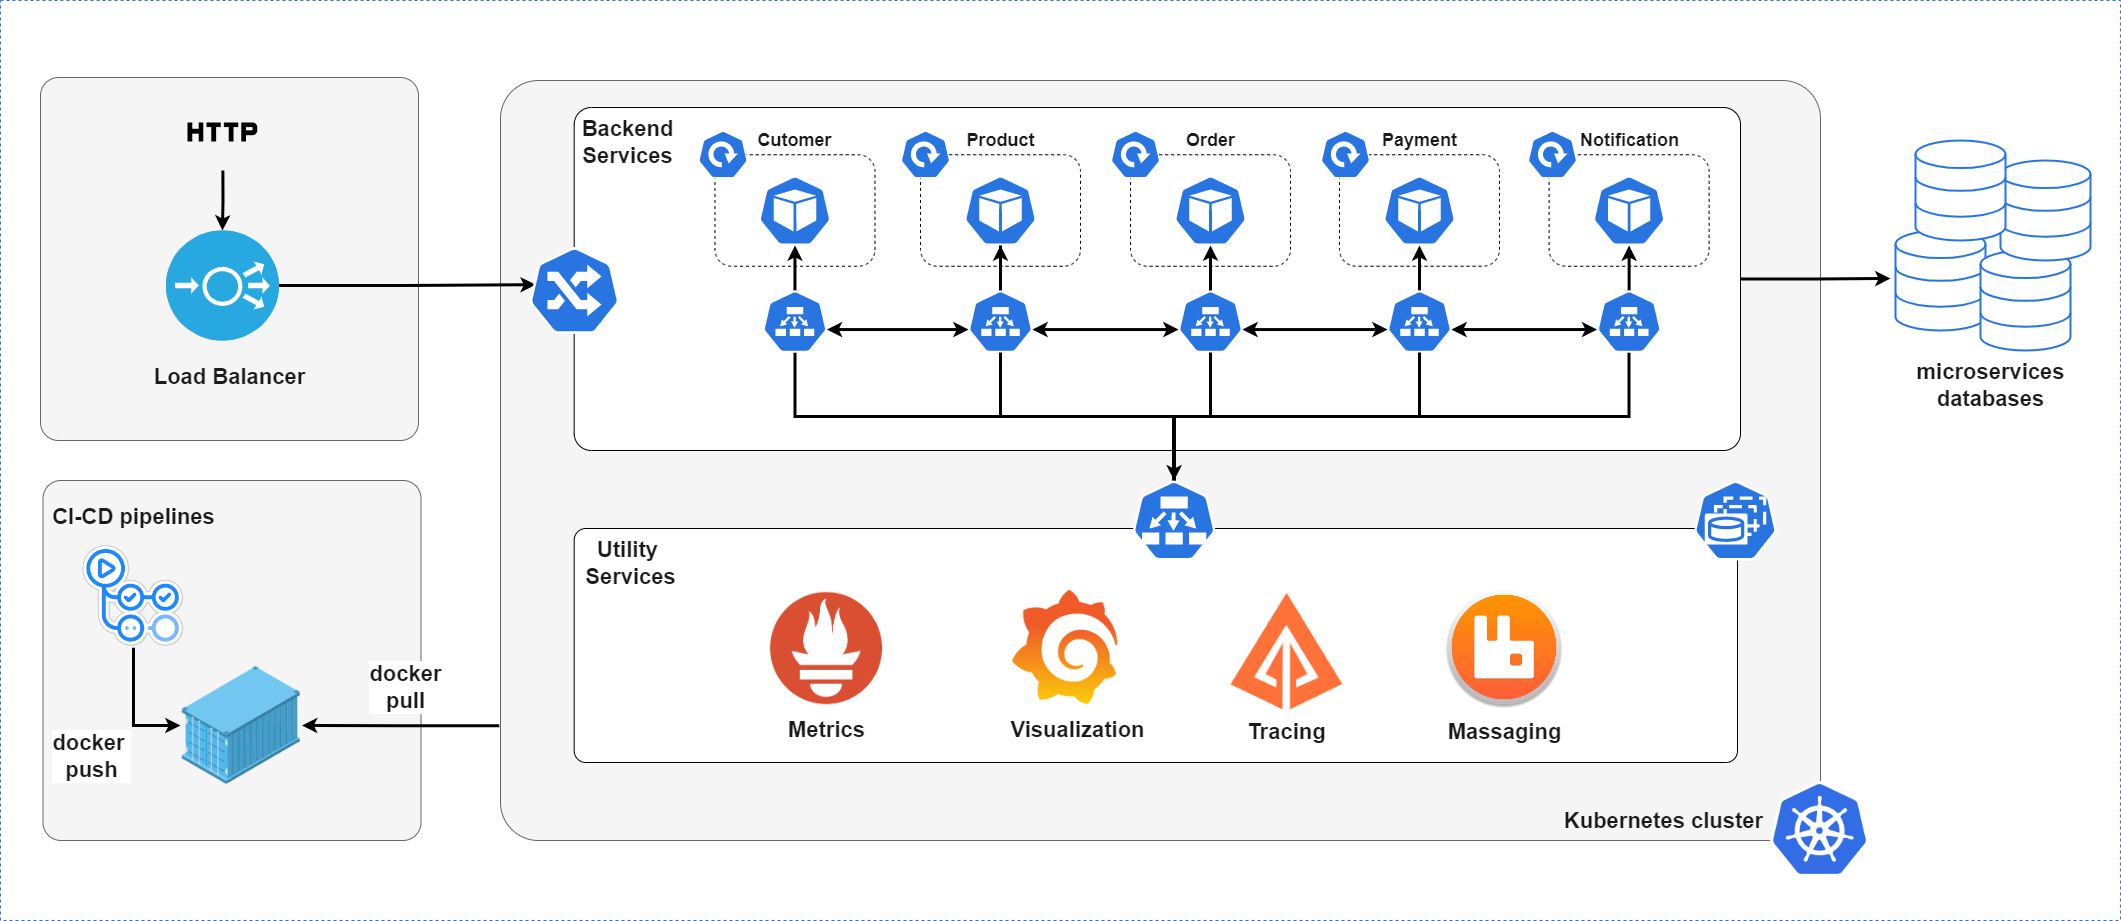 HTTP
Load Balancer
Backend
Services
Cutomer
Product
Order
Payment
Notification
microservices
databases
CI-CD pipelines
docker
pull
docker
push
Utility
Services
Metrics
Visualization
Tracing
Massaging
Kubernetes cluster